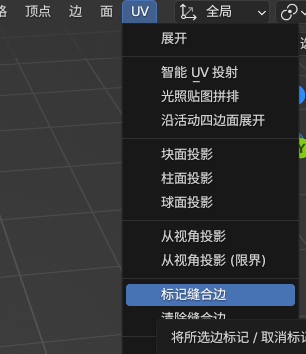 顶点 边 面 UV 全局
展开
智能 UV 投射
光照贴图拼排
沿活动四边面展开
块面投影
柱面投影
球面投影
从视角投影
从视角投影 (限界)
标记缝合边
清除缝合边
将所选边标记 / 取消标记